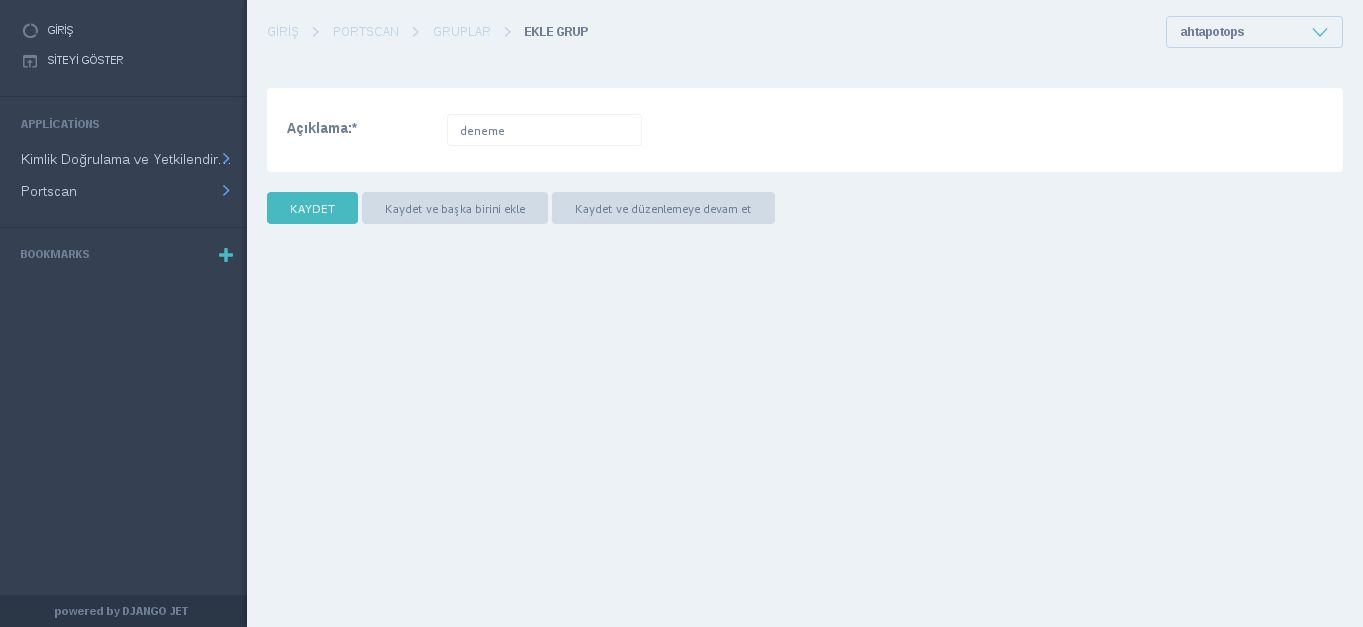 GİRİŞ
SİTEYİ GÖSTER
APPLİCATİONS
Kimlik Doğrulama ve Yetkilendir...
Portscan
BOOKMARKS
powered by DJANGO JET
GİRİŞ > PORTSCAN > GRUPLAR > EKLE GRUP
ahtapotops
Açıklama:* deneme
KAYDET Kaydet ve başka birini ekle Kaydet ve düzenlemeye devam et